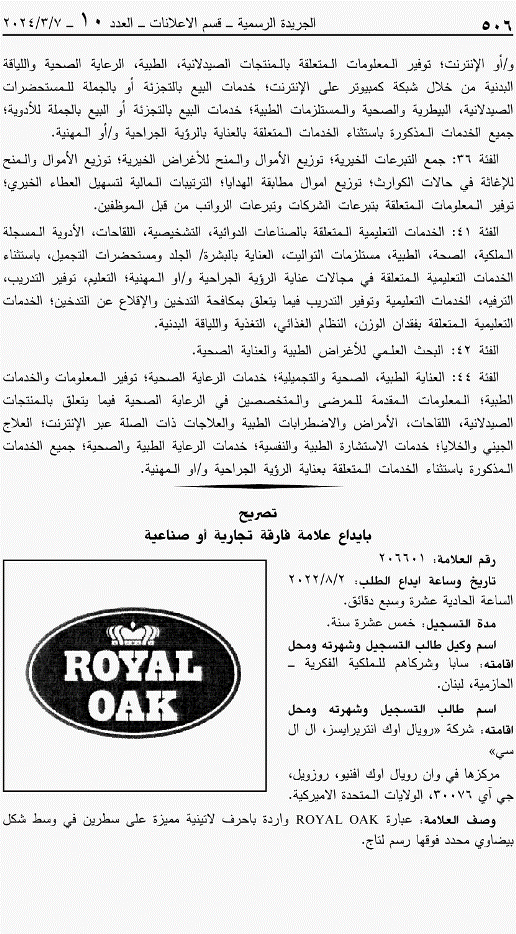 ٥٠٦ الجريدة الرسمية ــ قسم الاعلانات ــ العدد ١٠ ــ ٢٠٢٤/٣/٧
و/أو الإنترنت؛ توفير المعلومات المتعلقة بالمنتجات الصيدلانية، الطبية، الرعاية الصحية واللياقة
البدنية من خلال شبكة كمبيوتر على الإنترنت؛ خدمات البيع بالتجزئة أو بالجملة للمستحضرات
الصيدلانية، البيطرية والصحية والمستلزمات الطبية؛ خدمات البيع بالتجزئة أو البيع بالجملة للأدوية؛
جميع الخدمات المذكورة باستثناء الخدمات المتعلقة بالعناية بالرؤية الجراحية و/أو المهنية.
الفئة ٣٦: جمع التبرعات الخيرية؛ توزيع الأموال والمنح للأغراض الخيرية؛ توزيع الأموال والمنح
للإغاثة في حالات الكوارث؛ توزيع اموال مطابقة الهدايا؛ الترتيبات المالية لتسهيل العطاء الخيري؛
توفير المعلومات المتعلقة بتبرعات الشركات وتبرعات الرواتب من قبل الموظفين.
الفئة ٤١: الخدمات التعليمية المتعلقة بالصناعات الدوائية، التشخيصية، اللقاحات، الأدوية المسجلة
الملكية، الصحة، الطبية، مستلزمات التواليت، العناية بالبشرة/ الجلد ومستحضرات التجميل، باستثناء
الخدمات التعليمية المتعلقة في مجالات عناية الرؤية الجراحية و/او المهنية؛ التعليم، توفير التدريب،
الترفيه، الخدمات التعليمية وتوفير التدريب فيما يتعلق بمكافحة التدخين والإقلاع عن التدخين؛ الخدمات
التعليمية المتعلقة بفقدان الوزن، النظام الغذائي، التغذية واللياقة البدنية.
الفئة ٤٢: البحث العلمي للأغراض الطبية والعناية الصحية.
الفئة ٤٤: العناية الطبية، الصحية والتجميلية؛ خدمات الرعاية الصحية؛ توفير المعلومات والخدمات
الطبية؛ المعلومات المقدمة للمرضى والمتخصصين في الرعاية الصحية فيما يتعلق بالمنتجات
الصيدلانية، اللقاحات، الأمراض والاضطرابات الطبية والعلاجات ذات الصلة عبر الإنترنت؛ العلاج
الجيني والخلايا؛ خدمات الاستشارة الطبية والنفسية؛ خدمات الرعاية الطبية والصحية؛ جميع الخدمات
المذكورة باستثناء الخدمات المتعلقة بعناية الرؤية الجراحية و/او المهنية.
تصريح
بايداع علامة فارقة تجارية أو صناعية
رقم العلامة: ٢٠٦٦٠١
تاريخ وساعة ايداع الطلب: ٢٠٢٢/٨/٢
الساعة الحادية عشرة وسبع دقائق.
مدة التسجيل: خمس عشرة سنة.
اسم وكيل طالب التسجيل وشهرته ومحل
اقامته: سابا وشركاهم للملكية الفكرية ــ
الحازمية، لبنان.
اسم طالب التسجيل وشهرته ومحل
اقامته: شركة «رويال اوك انتربرايسز، ال ال
سي»
مركزها في وان رويال اوك افنيو، روزويل،
جي آي ٣٠٠٧٦، الولايات المتحدة الاميركية.
ROYAL
OAK
وصف العلامة: عبارة ROYAL OAK واردة باحرف لاتينية مميزة على سطرين في وسط شكل
بيضاوي محدد فوقها رسم لتاج.